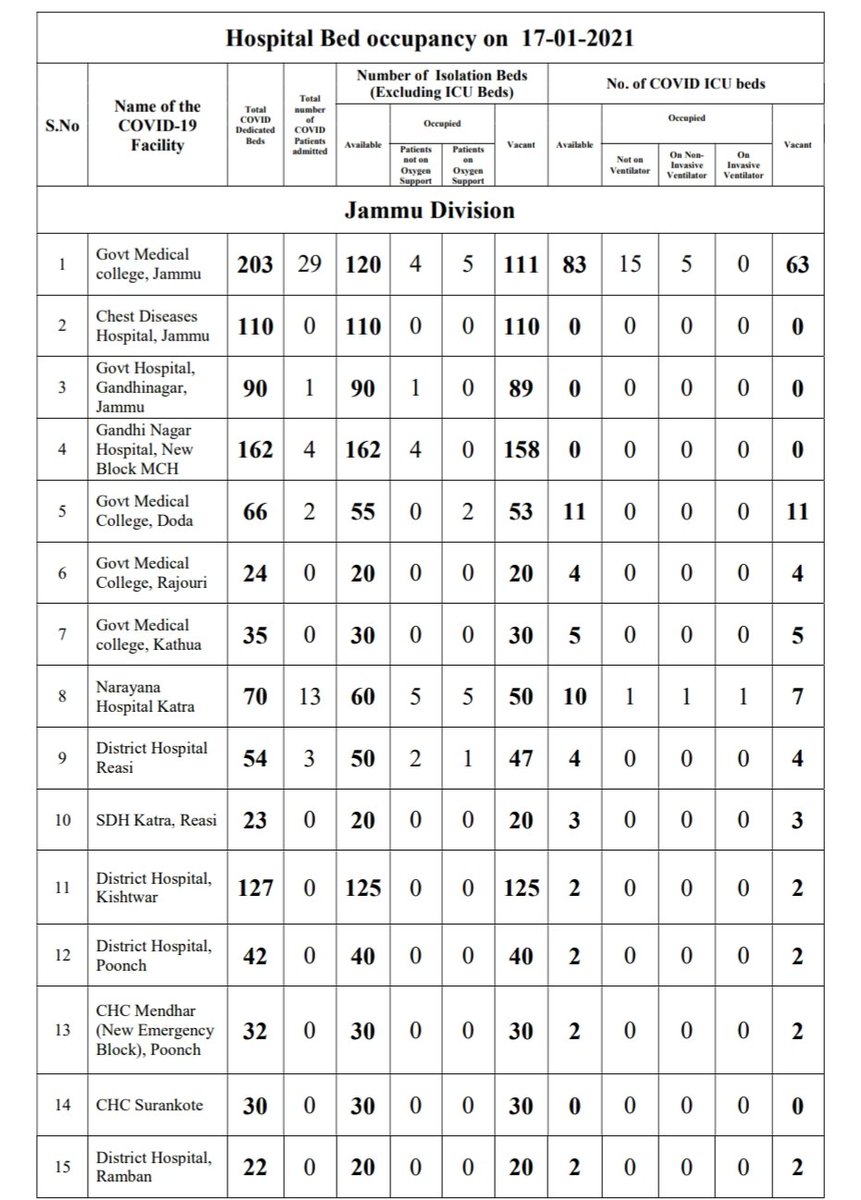 Hospital Bed occupancy on 17-01-2021
S.No
Name of the
COVID-19
Facility
Total
COVID
Dedicated
Beds
Total
number
of
COVID
Patients
admitted
Number of Isolation Beds
(Excluding ICU Beds)
No. of COVID ICU beds
Available
Occupied
Vacant
Available
Occupied
Vacant
Patients
not on
Oxygen
Support
Patients
on
Oxygen
Support
Not on
Ventilator
On Non-
Invasive
Ventilator
On
Invasive
Ventilator
Jammu Division
1 Govt Medical
college, Jammu 203 29 120 4 5 111 83 15 5 0 63
2 Chest Diseases
Hospital, Jammu 110 0 110 0 0 110 0 0 0 0 0
3 Govt Hospital,
Gandhinagar,
Jammu 90 1 90 1 0 89 0 0 0 0 0
4 Gandhi Nagar
Hospital, New
Block MCH 162 4 162 4 0 158 0 0 0 0 0
5 Govt Medical
College, Doda 66 2 55 0 2 53 11 0 0 0 11
6 Govt Medical
College, Rajouri 24 0 20 0 0 20 4 0 0 0 4
7 Govt Medical
college, Kathua 35 0 30 0 0 30 5 0 0 0 5
8 Narayana
Hospital Katra 70 13 60 5 5 50 10 1 1 1 7
9 District Hospital
Reasi 54 3 50 2 1 47 4 0 0 0 4
10 SDH Katra, Reasi 23 0 20 0 0 20 3 0 0 0 3
11 District Hospital,
Kishtwar 127 0 125 0 0 125 2 0 0 0 2
12 District Hospital,
Poonch 42 0 40 0 0 40 2 0 0 0 2
13 CHC Mendhar
(New Emergency
Block), Poonch 32 0 30 0 0 30 2 0 0 0 2
14 CHC Surankote 30 0 30 0 0 30 0 0 0 0 0
15 District Hospital,
Ramban 22 0 20 0 0 20 2 0 0 0 2